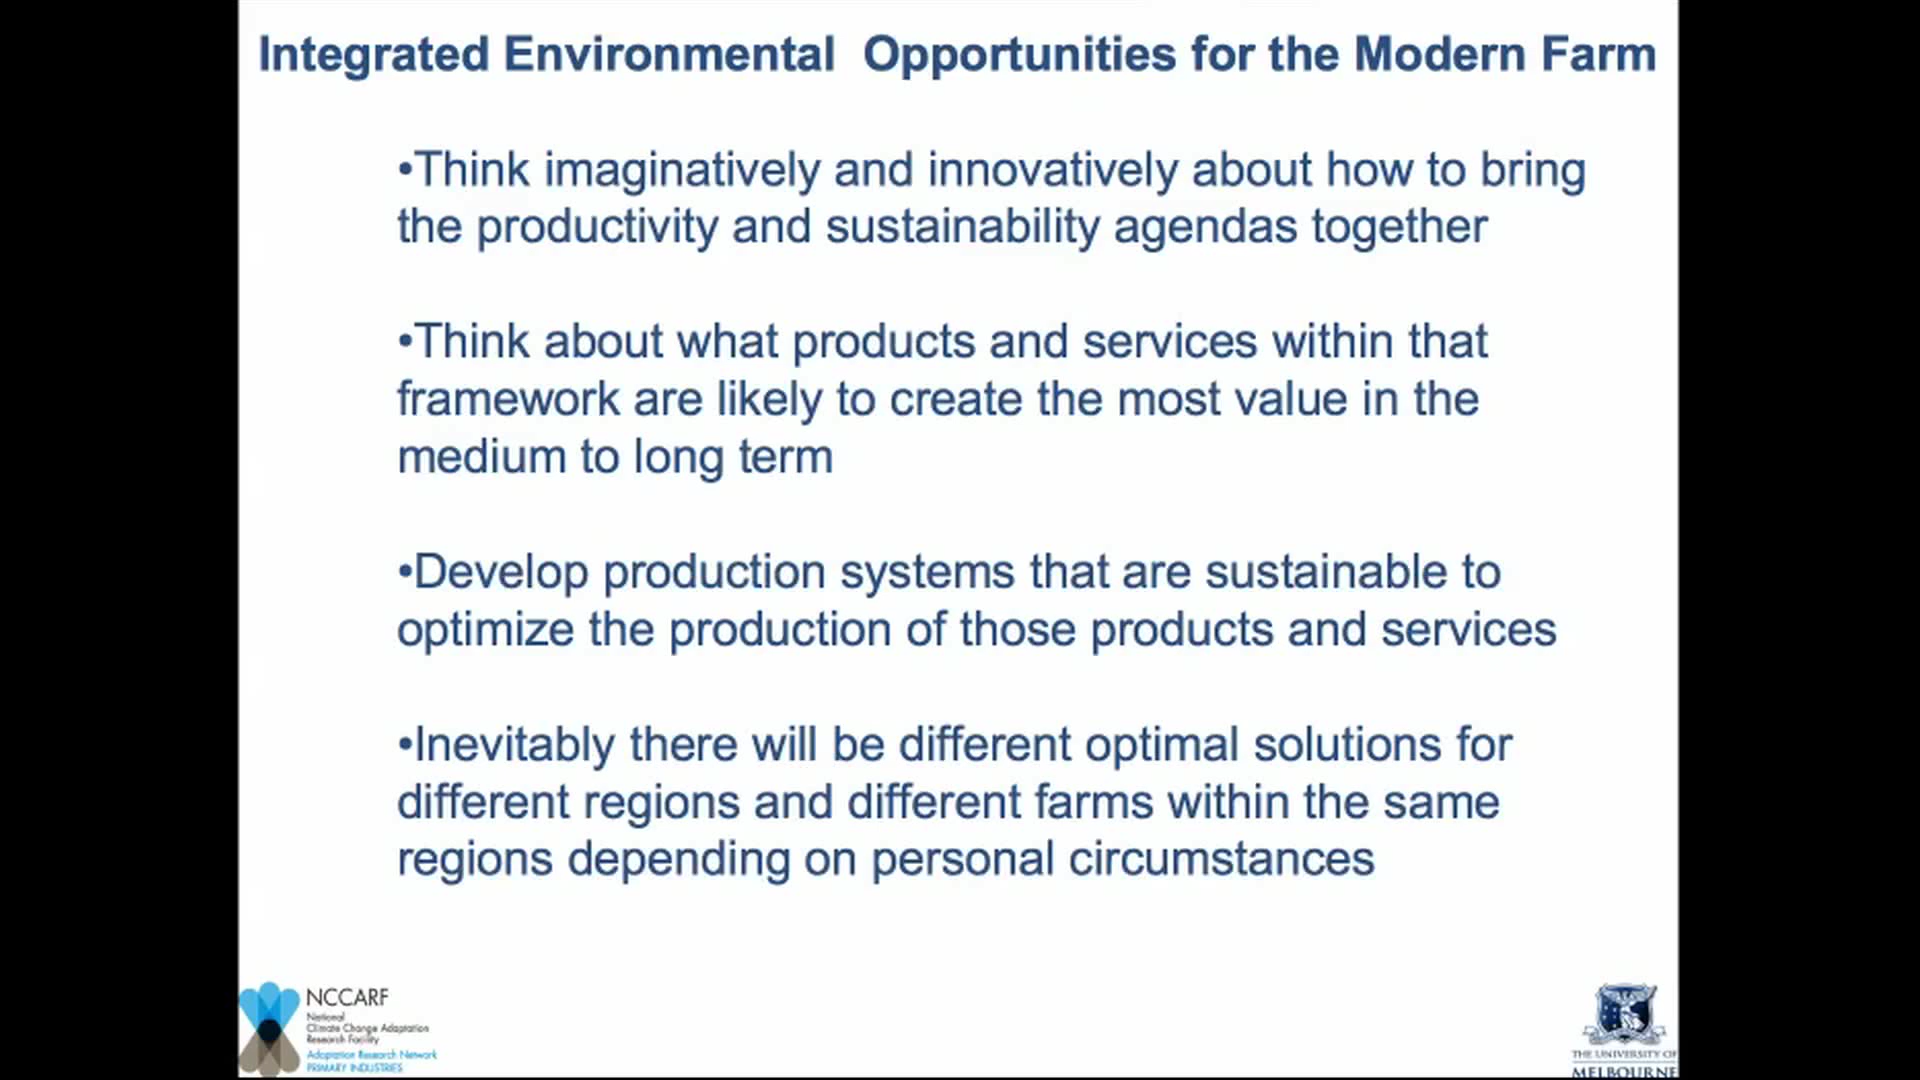 Integrated Environmental  Opportunities for the Modern Farm
•Think imaginatively and innovatively about how to bring
the productivity and sustainability agendas together
•Think about what products and services within that
framework are likely to create the most value in the
medium to long term
•Develop production systems that are sustainable to
optimize the production of those products and services
•Inevitably there will be different optimal solutions for
different regions and different farms within the same
regions depending on personal circumstances
NCCARF
National
Climate Change Adaptation
Research Facility
Adaptation Research Network
PRIMARY INDUSTRIES
THE UNIVERSITY OF
MELBOURNE